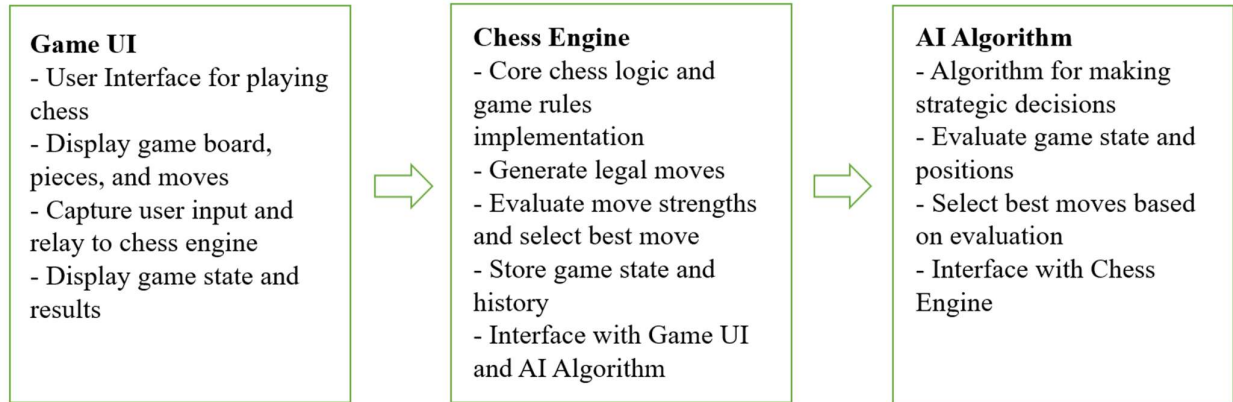 Game UI
- User Interface for playing
chess
- Display game board,
pieces, and moves
- Capture user input and
relay to chess engine
- Display game state and
results
Chess Engine
- Core chess logic and
game rules
implementation
- Generate legal moves
- Evaluate move strengths
and select best move
- Store game state and
history
- Interface with Game UI
and AI Algorithm
AI Algorithm
- Algorithm for making
strategic decisions
- Evaluate game state and
positions
- Select best moves based
on evaluation
- Interface with Chess
Engine